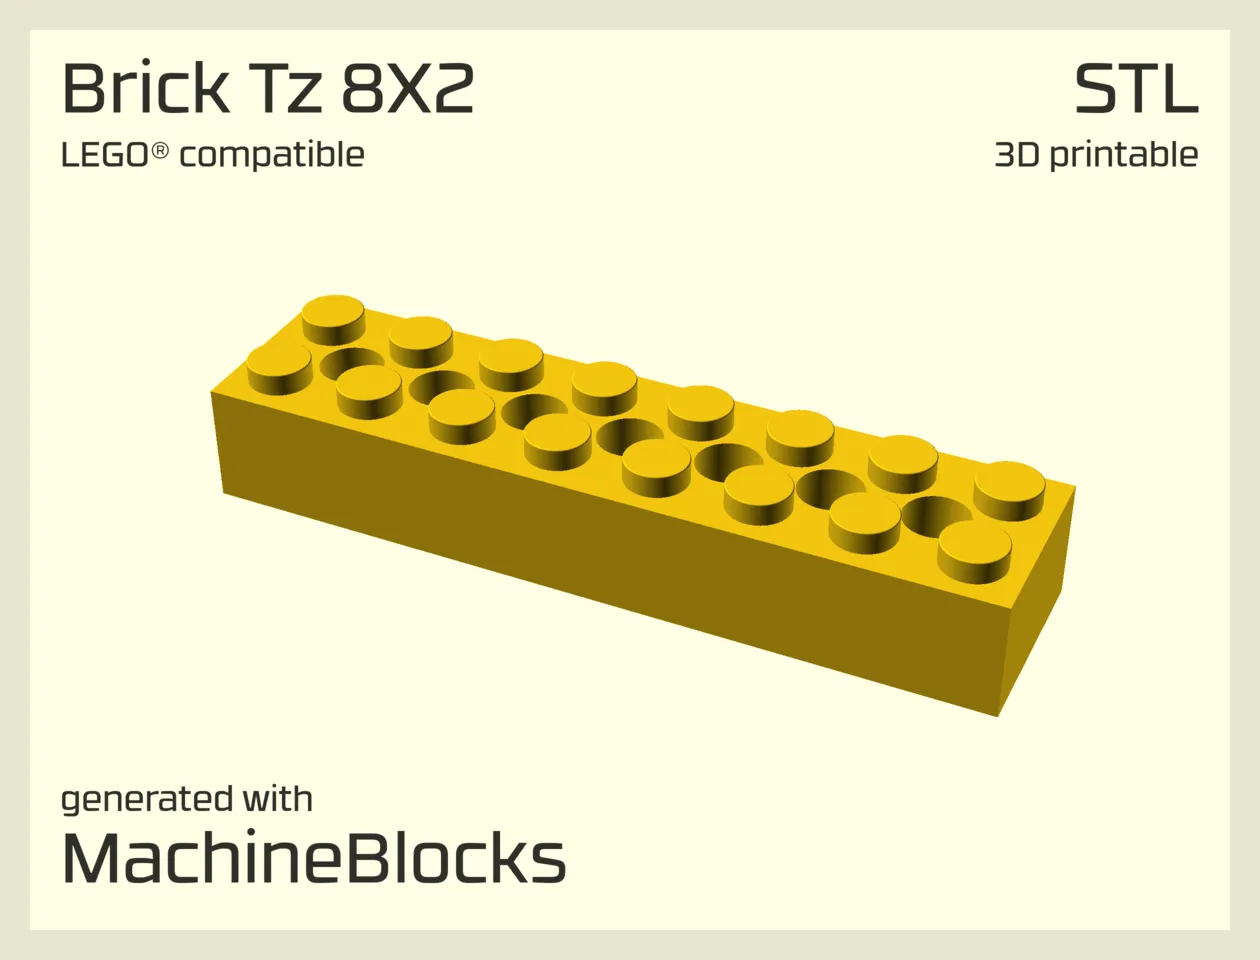 Brick Tz 8X2
LEGO® compatible
STL
3D printable
generated with
MachineBlocks